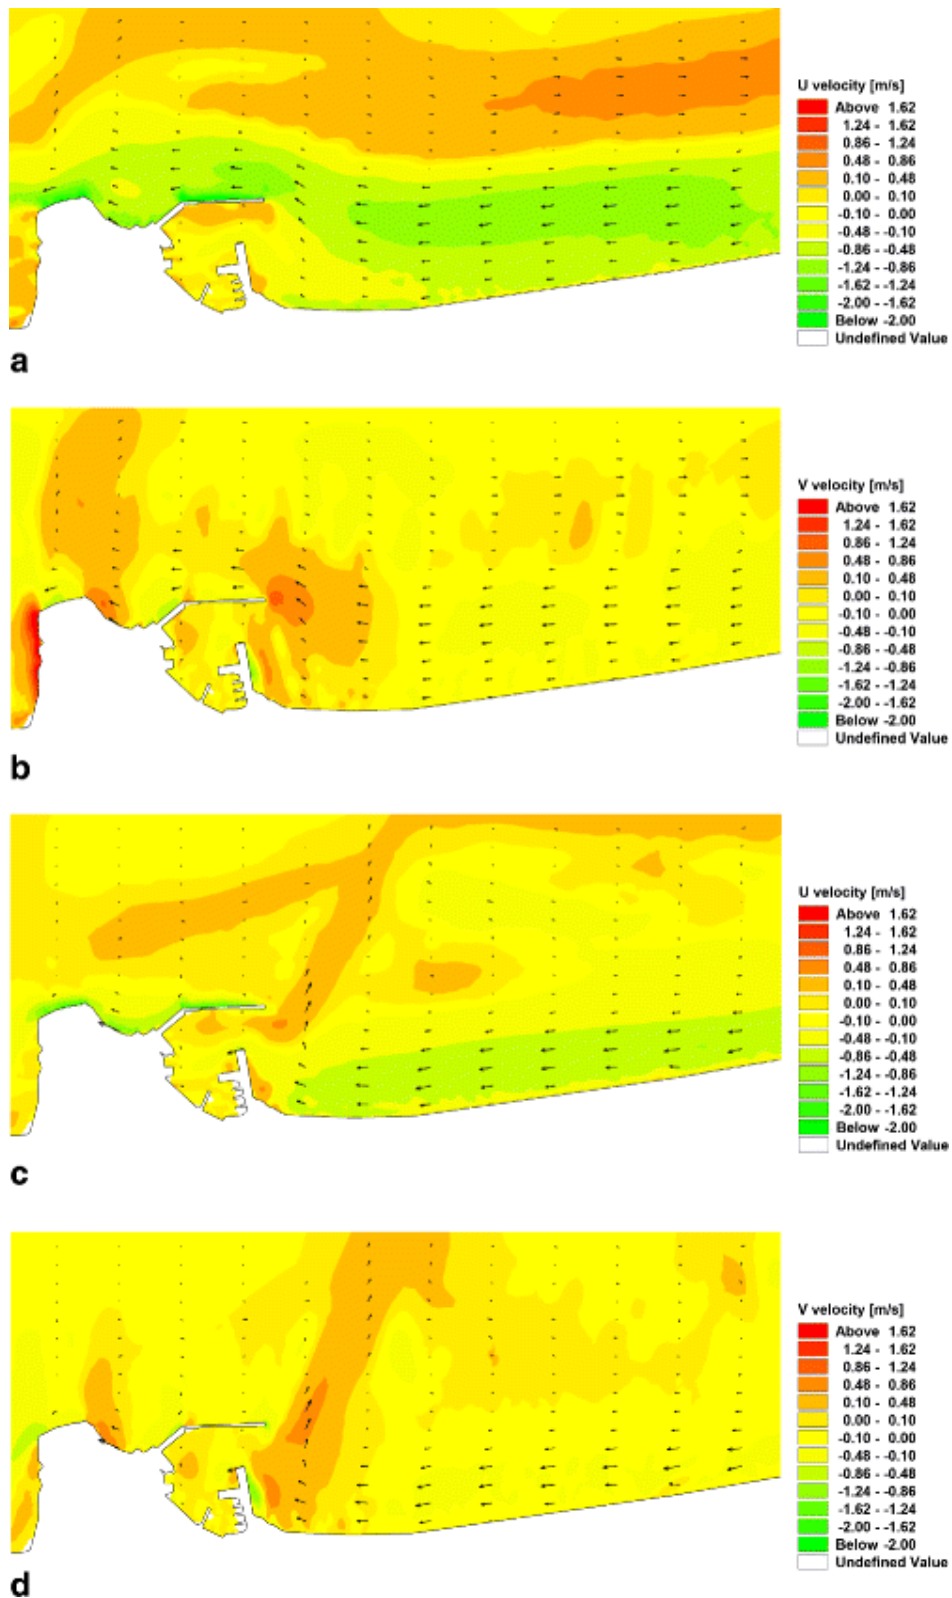 U velocity [m/s]
Above 1.62
1.24 - 1.62
0.86 - 1.24
0.48 - 0.86
0.10 - 0.48
0.00 - 0.10
-0.10 - 0.00
-0.48 - -0.10
-0.86 - -0.48
-1.24 - -0.86
-1.62 - -1.24
-2.00 - -1.62
Below -2.00
Undefined Value
a
V velocity [m/s]
Above 1.62
1.24 - 1.62
0.86 - 1.24
0.48 - 0.86
0.10 - 0.48
0.00 - 0.10
-0.10 - 0.00
-0.48 - -0.10
-0.86 - -0.48
-1.24 - -0.86
-1.62 - -1.24
-2.00 - -1.62
Below -2.00
Undefined Value
b
U velocity [m/s]
Above 1.62
1.24 - 1.62
0.86 - 1.24
0.48 - 0.86
0.10 - 0.48
0.00 - 0.10
-0.10 - 0.00
-0.48 - -0.10
-0.86 - -0.48
-1.24 - -0.86
-1.62 - -1.24
-2.00 - -1.62
Below -2.00
Undefined Value
c
V velocity [m/s]
Above 1.62
1.24 - 1.62
0.86 - 1.24
0.48 - 0.86
0.10 - 0.48
0.00 - 0.10
-0.10 - 0.00
-0.48 - -0.10
-0.86 - -0.48
-1.24 - -0.86
-1.62 - -1.24
-2.00 - -1.62
Below -2.00
Undefined Value
d